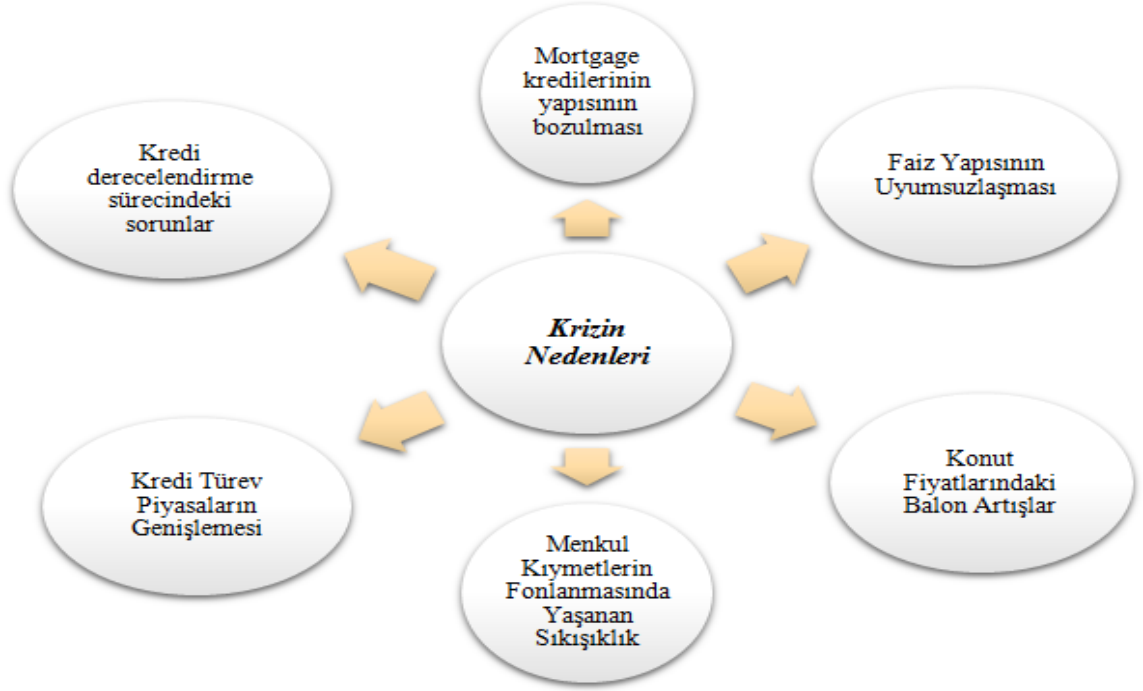 Mortgage
kredilerinin
yapısının
bozulması
Kredi
derecelendirme
sürecindeki
sorunlar
Faiz Yapısının
Uyumsuzlaşması
Krizin
Nedenleri
Kredi Türev
Piyasaların
Genişlemesi
Konut
Fiyatlarındaki
Balon Artışlar
Menkul
Kıymetlerin
Fonlanmasında
Yaşanan
Sıkışıklık